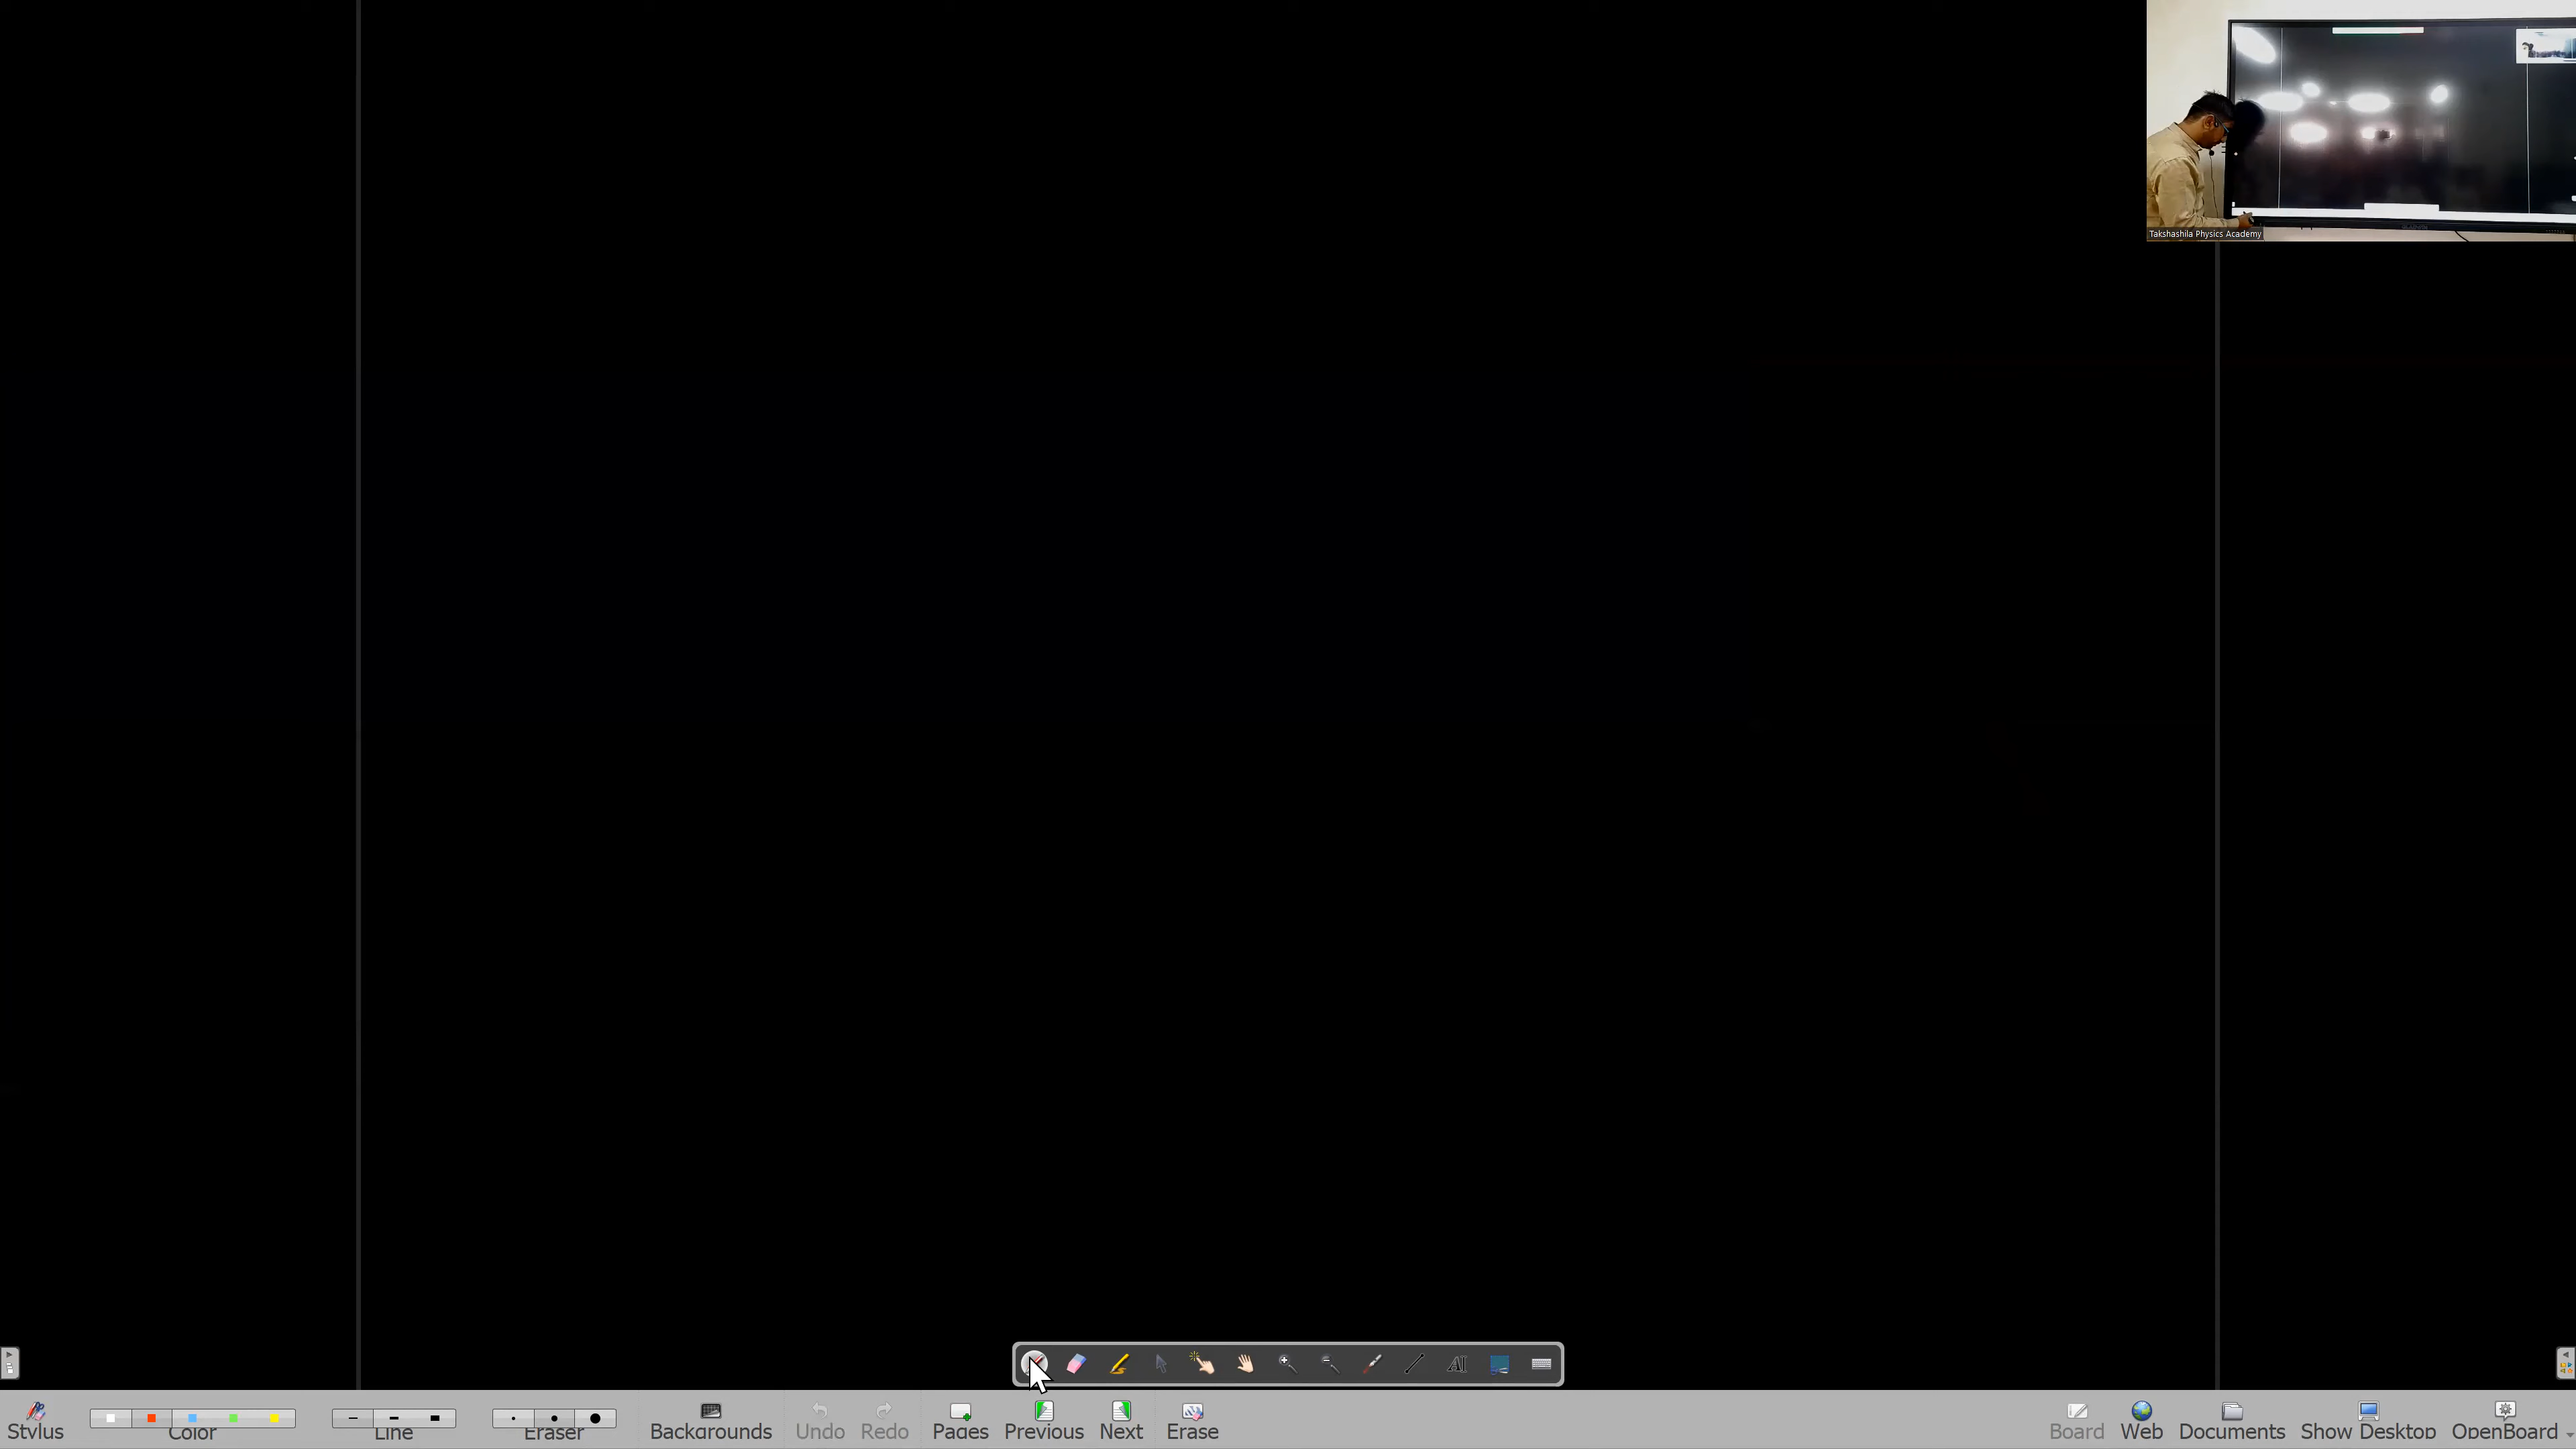 Takshashila Physics Academy
AI
Stylus
Color
Line
Eraser
Backgrounds
Undo
Redo
Pages
Previous
Next
Erase
Board
Web
Documents
Show Desktop
OpenBoard